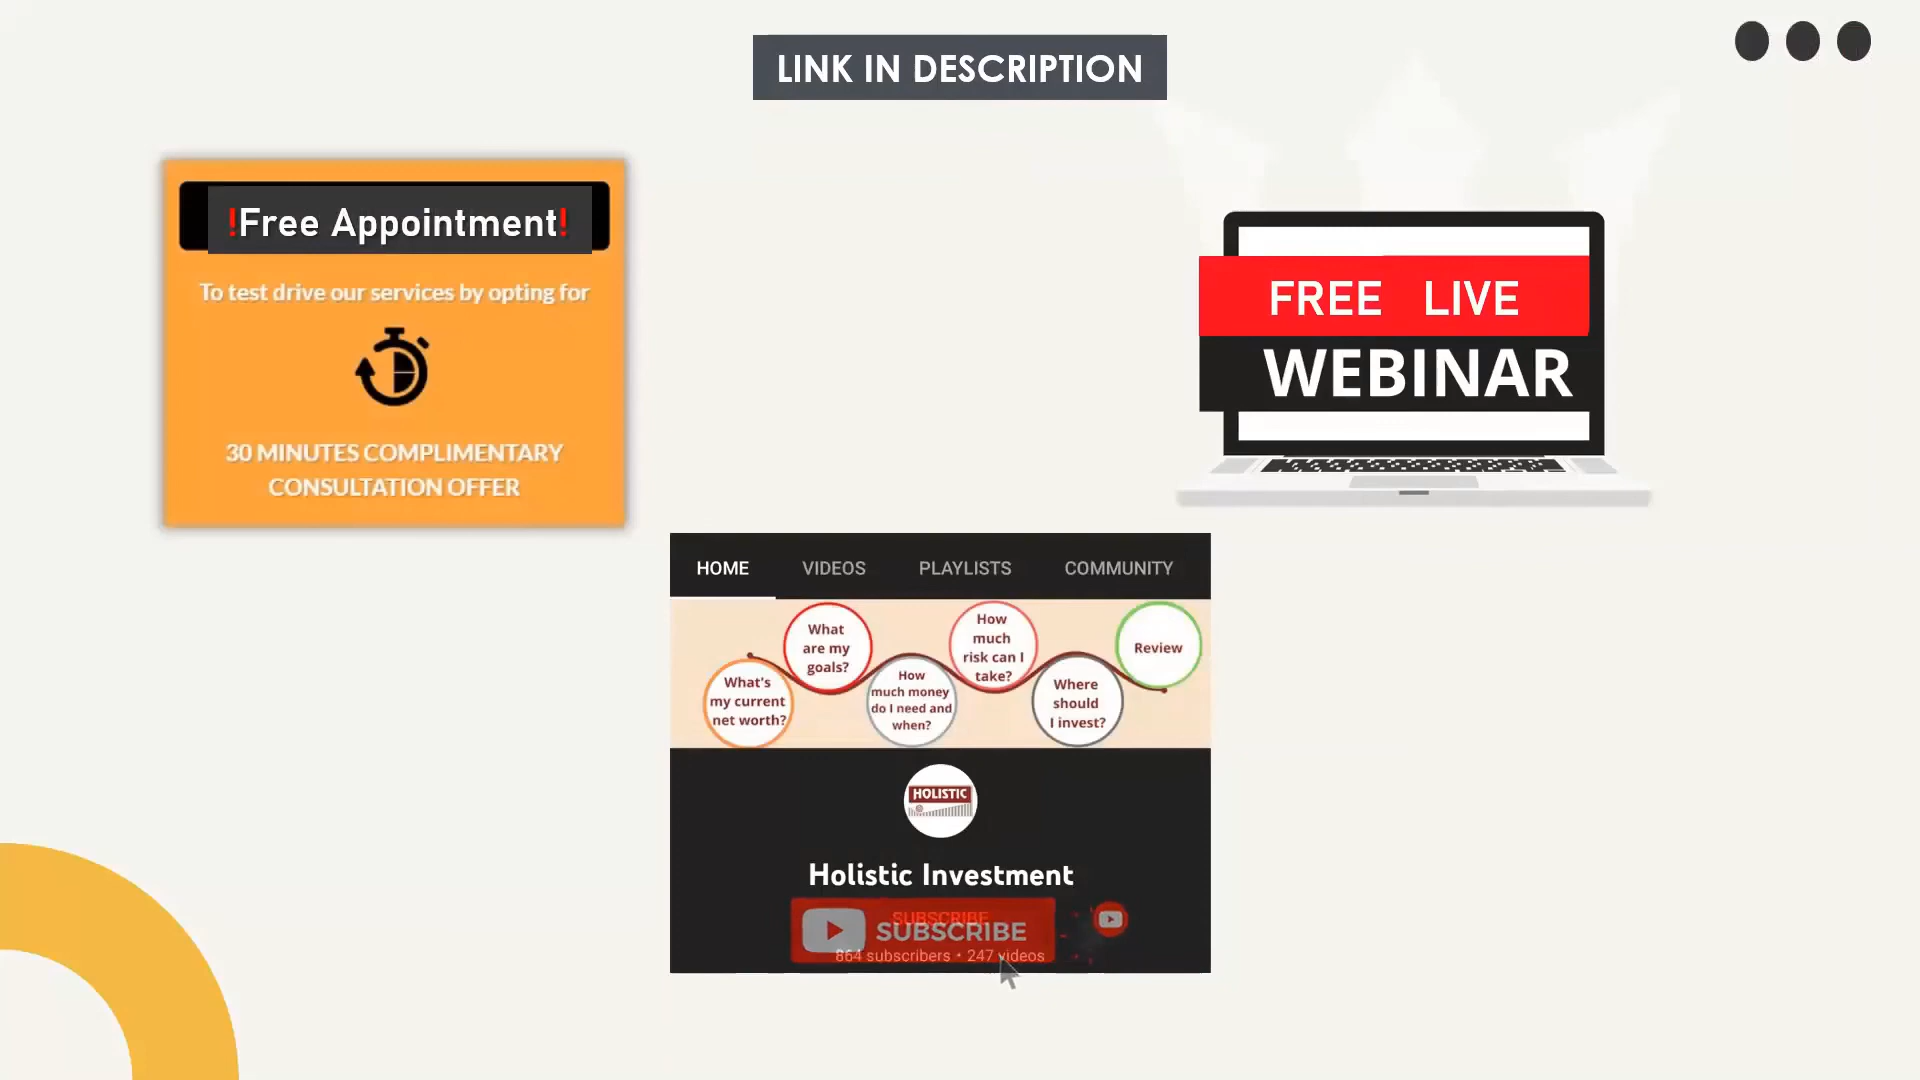 LINK IN DESCRIPTION
!Free Appointment!
To test drive our services by opting for
30 MINUTES COMPLIMENTARY
CONSULTATION OFFER
FREE LIVE
WEBINAR
HOME VIDEOS PLAYLISTS COMMUNITY
What's
my current
net worth?
What
are my
goals?
How
much money
do I need and
when?
How
much
risk can I
take?
Where
should
I invest?
Review
HOLISTIC
Holistic Investment
SUBSCRIBE
SUBSCRIBE
864 subscribers • 247 videos